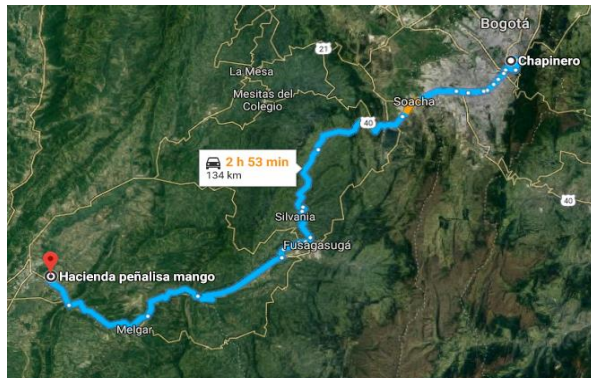 Bogotá
Chapinero
21
La Mesa
Mesitas del
Colegio
Soacha
40
2 h 53 min
134 km
40
Silvania
Fusagasugá
Hacienda peñalisa mango
Melgar